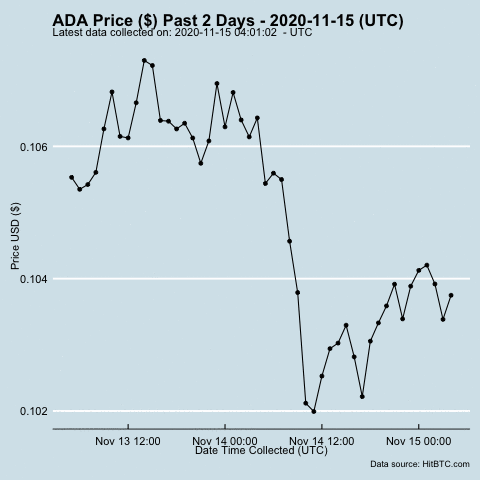 ADA Price ($) Past 2 Days - 2020-11-15 (UTC)
Latest data collected on: 2020-11-15 04:01:02 - UTC
0.106
0.104
0.102
Price USD ($)
Nov 13 12:00 Nov 14 00:00 Nov 14 12:00 Nov 15 00:00
Date Time Collected (UTC)
Data source: HitBTC.com